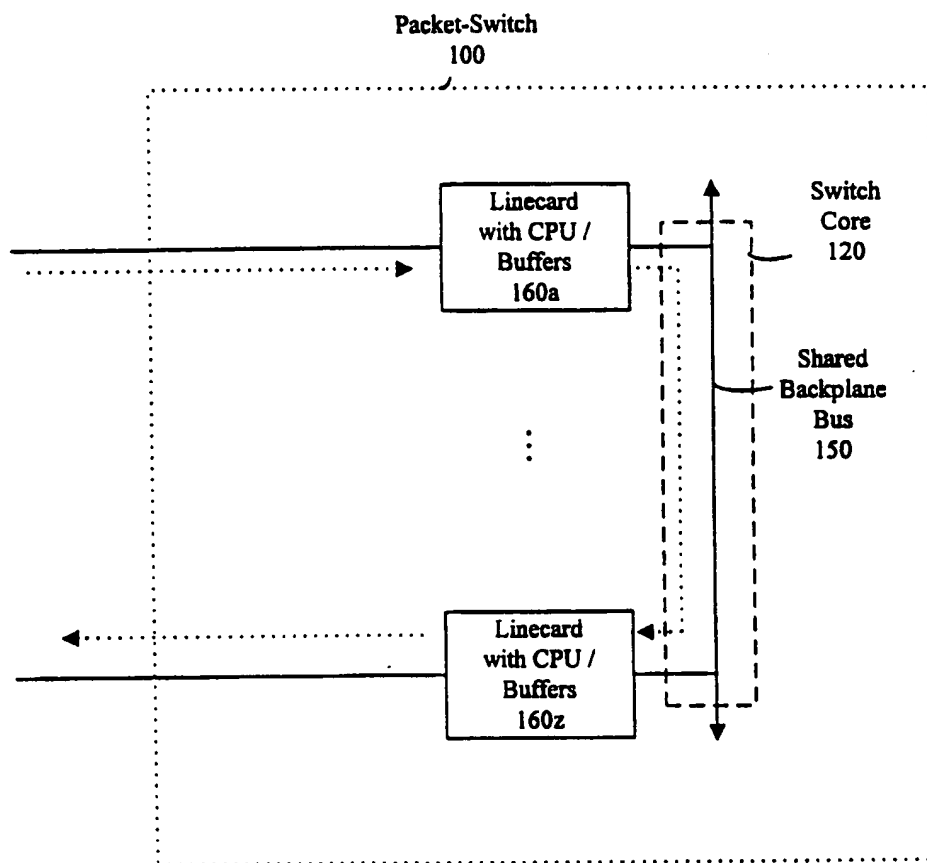 Packet-Switch
100
Linecard
with CPU /
Buffers
160a
Switch
Core
120
Shared
Backplane
Bus
150
Linecard
with CPU /
Buffers
160z